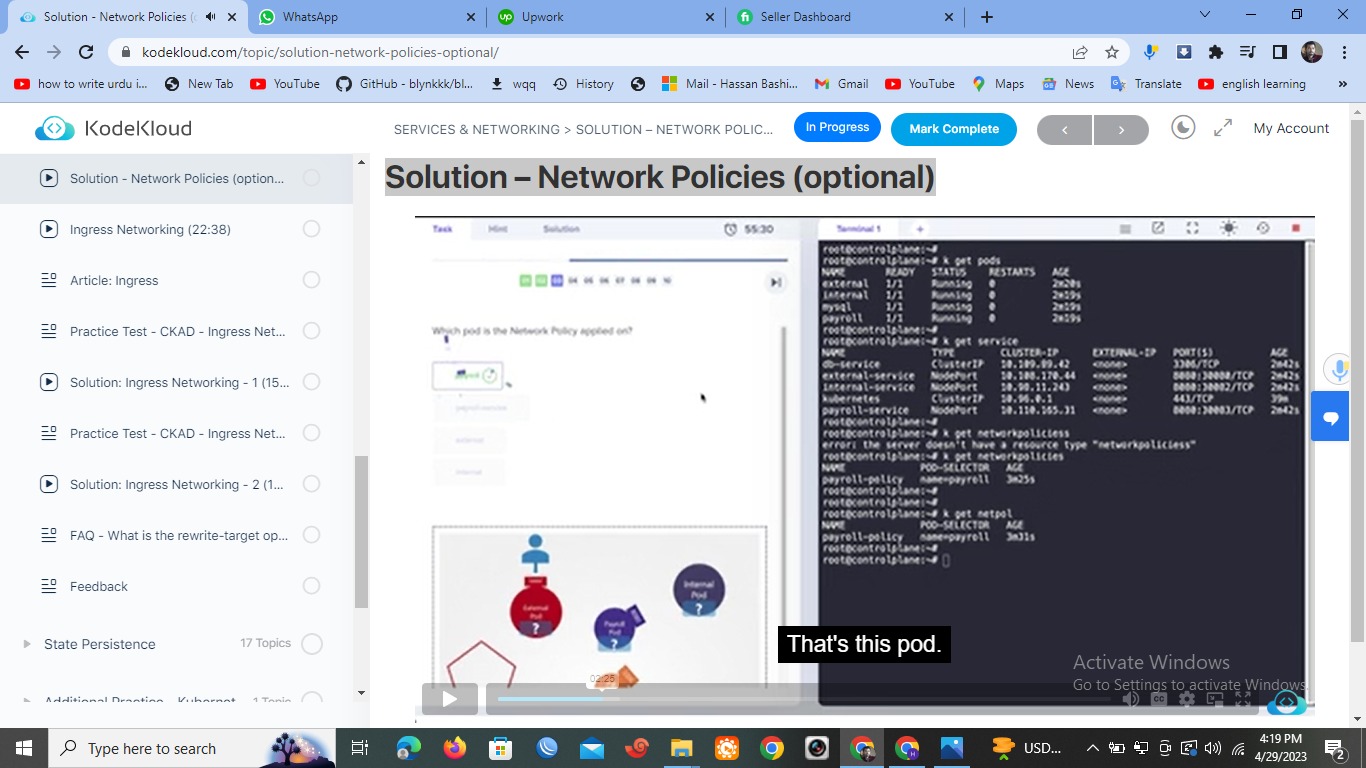 Solution - Network Policies (
WhatsApp
Upwork
Seller Dashboard
kodekloud.com/topic/solution-network-policies-optional/
how to write urdu i...
New Tab
YouTube
GitHub - blynkkk/bl...
wqq
History
Mail - Hassan Bashi...
Gmail
YouTube
Maps
News
Translate
english learning
KodeKloud
SERVICES & NETWORKING > SOLUTION – NETWORK POLIC...
In Progress
Mark Complete
My Account
Solution - Network Policies (option...
Ingress Networking (22:38)
Article: Ingress
Practice Test - CKAD - Ingress Net...
Solution: Ingress Networking - 1 (15...
Practice Test - CKAD - Ingress Net...
Solution: Ingress Networking - 2 (1...
FAQ - What is the rewrite-target op...
Feedback
State Persistence
17 Topics
Additional Practice - Kubernet
1 Topic
Solution – Network Policies (optional)
Task
Hint
Solution
55:30
01 02 03 04 05 06 07 08 09 10
Which pod is the Network Policy applied on?
payroll
payroll-service
external
internal
External Pod ?
Payroll Pod ?
Internal Pod ?
Terminal 1
root@controlplane:~#
root@controlplane:~# k get pods
NAME READY STATUS RESTARTS AGE
external 1/1 Running 0 2m20s
internal 1/1 Running 0 2m19s
mysql 1/1 Running 0 2m19s
payroll 1/1 Running 0 2m19s
root@controlplane:~#
root@controlplane:~# k get service
NAME TYPE CLUSTER-IP EXTERNAL-IP PORT(S) AGE
db-service ClusterIP 10.109.89.42 <none> 3306/TCP 2m42s
external-service NodePort 10.108.170.44 <none> 8080:30080/TCP 2m42s
internal-service NodePort 10.98.11.243 <none> 8080:30082/TCP 2m42s
kubernetes ClusterIP 10.96.0.1 <none> 443/TCP 39m
payroll-service NodePort 10.110.165.31 <none> 8080:30083/TCP 2m42s
root@controlplane:~# k get networkpoliciess
error: the server doesn't have a resource type "networkpoliciess"
root@controlplane:~# k get networkpolicies
NAME POD-SELECTOR AGE
payroll-policy name=payroll 3m25s
root@controlplane:~#
root@controlplane:~#
root@controlplane:~# k get netpol
NAME POD-SELECTOR AGE
payroll-policy name=payroll 3m31s
root@controlplane:~#
root@controlplane:~#
That's this pod.
02:25
Activate Windows
Go to Settings to activate Windows.
Type here to search
USD...
4:19 PM
4/29/2023
2